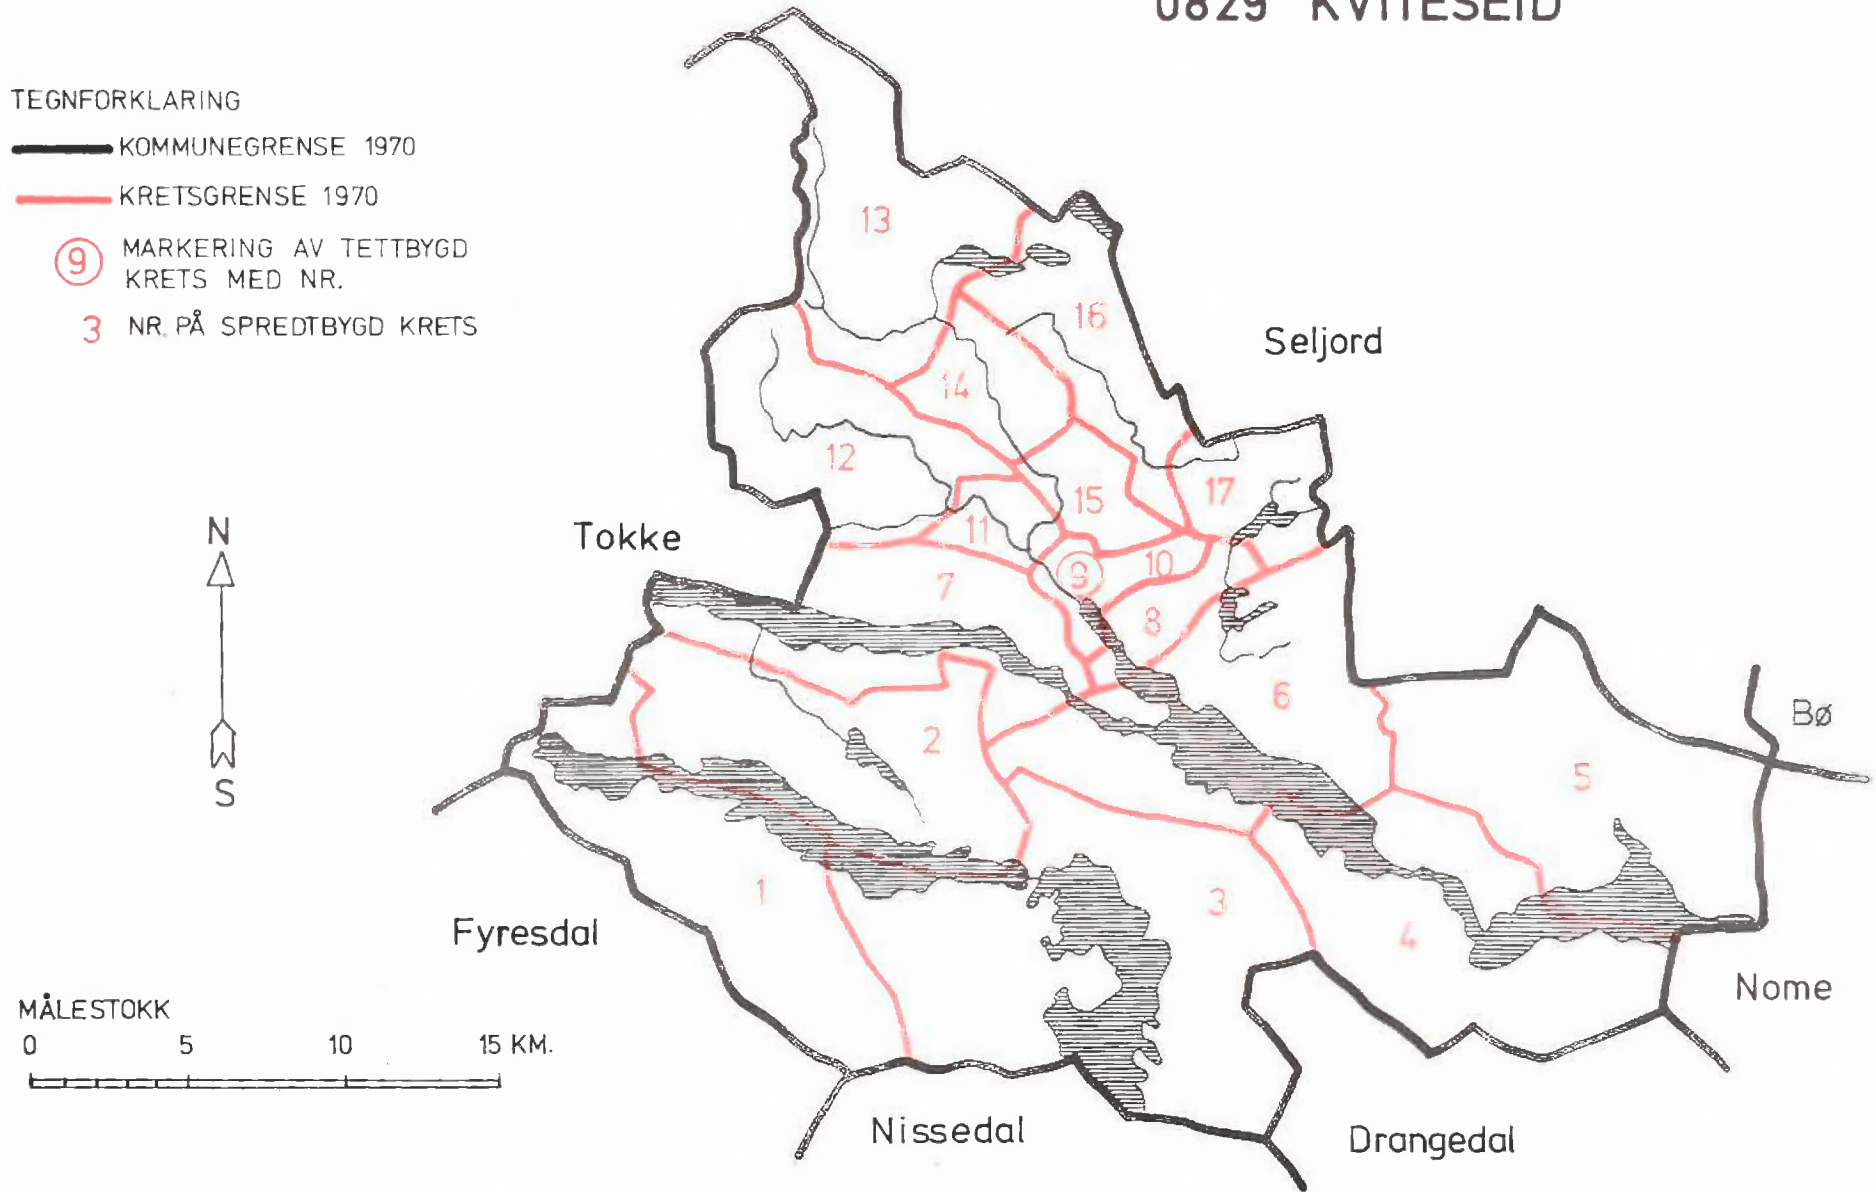 0829 KVITESEID
TEGNFORKLARING
KOMMUNEGRENSE 1970
KRETSGRENSE 1970
9 MARKERING AV TETTBYGD
KRETS MED NR.
3 NR. PÅ SPREDTBYGD KRETS
13
16
Seljord
14
12
15
17
N
Tokke
11
10
9
7
8
6
2
Bø
S
5
1
3
Fyresdal
4
Nome
MÅLESTOKK
0 5 10 15 KM.
Nissedal
Drangedal